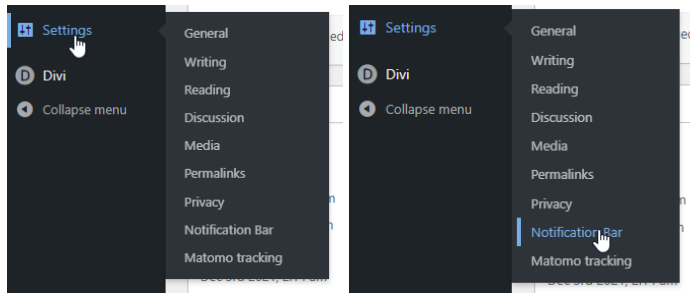 Settings
Divi
Collapse menu
General
Writing
Reading
Discussion
Media
Permalinks
Privacy
Notification Bar
Matomo tracking
Settings
Divi
Collapse menu
General
Writing
Reading
Discussion
Media
Permalinks
Privacy
Notification Bar
Matomo tracking